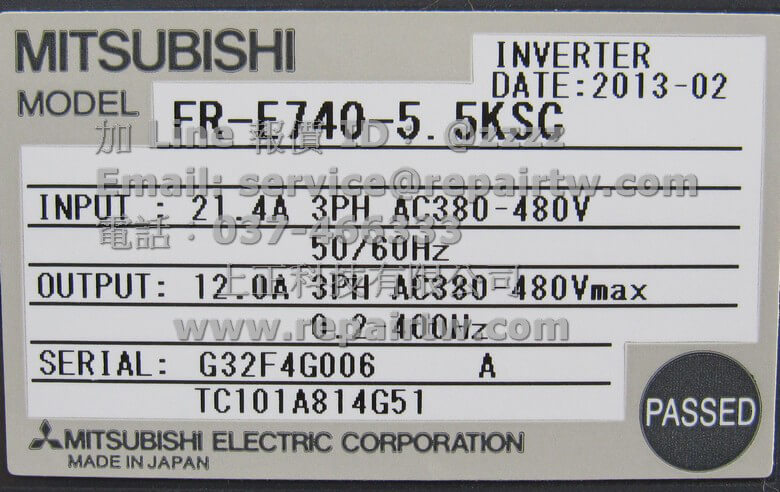 MITSUBISHI
INVERTER
DATE:2013-02
MODEL FR-E740-5.5KSC
加 Line 報價 ID： @zzzz
Email: service@repairtw.com
INPUT : 21.4A 3PH AC380-480V
電話：037-466333
50/60Hz
上正科技有限公司
OUTPUT: 12.0A 3PH AC380-480Vmax
www.repairtw.com
0.2-400Hz
SERIAL: G32F4G006 A
TC101A814G51
PASSED
MITSUBISHI ELECTRIC CORPORATION
MADE IN JAPAN